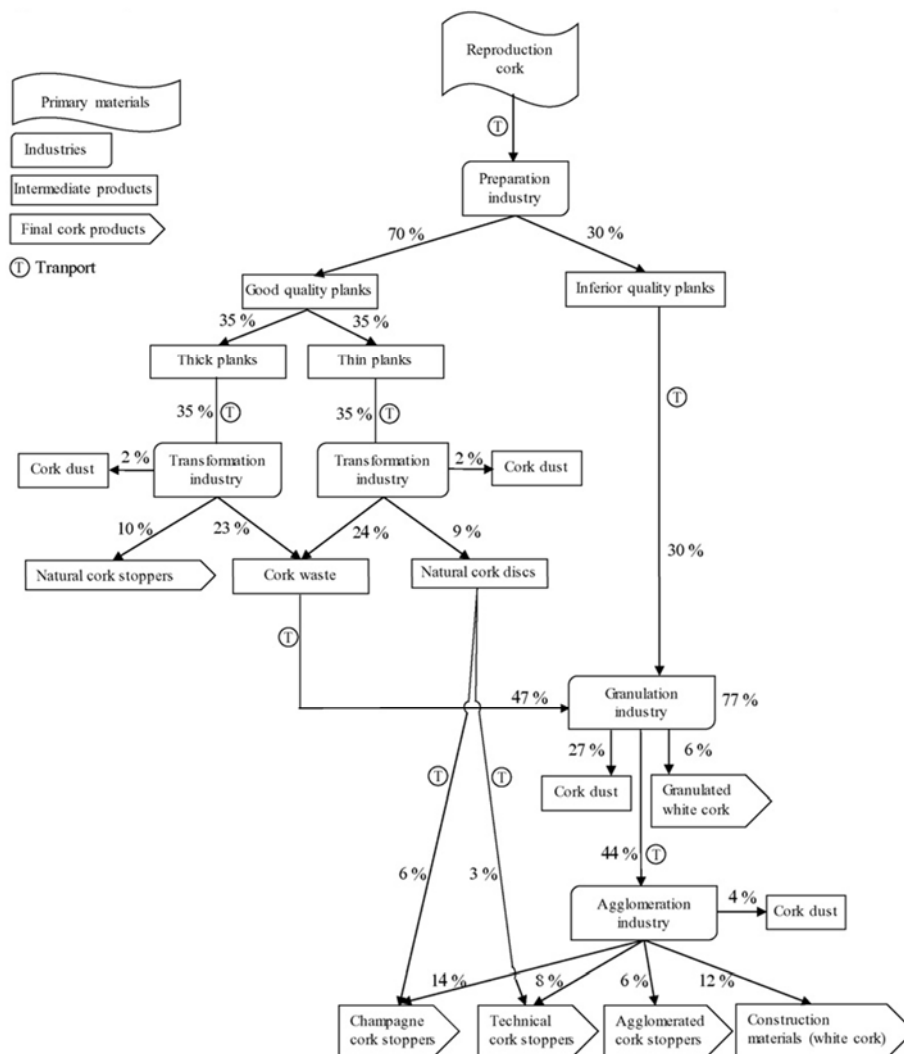 Reproduction
cork
Primary materials
T
Industries
Preparation
industry
Intermediate products
Final cork products
70 %
30 %
T Tranport
Good quality planks
Inferior quality planks
35 %
35 %
Thick planks
Thin planks
T
35 %
T
35 %
T
Cork dust
2 %
Transformation
industry
Transformation
industry
2 %
Cork dust
10 %
23 %
24 %
9 %
30 %
Natural cork stoppers
Cork waste
Natural cork discs
T
47 %
Granulation
industry
77 %
27 %
6 %
T
T
Cork dust
Granulated
white cork
44 %
T
6 %
3 %
Agglomeration
industry
4 %
Cork dust
14 %
8 %
6 %
12 %
Champagne
cork stoppers
Technical
cork stoppers
Agglomerated
cork stoppers
Construction
materials (white cork)